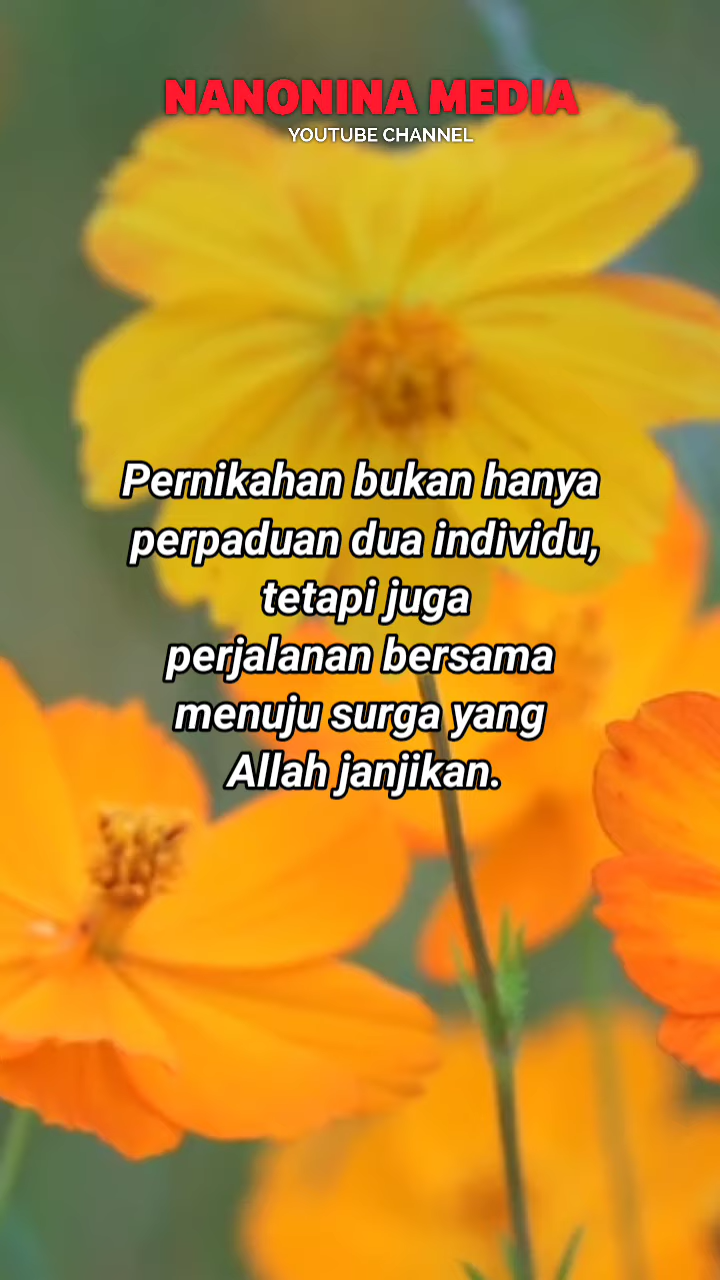 NANONINA MEDIA
YOUTUBE CHANNEL
Pernikahan bukan hanya
perpaduan dua individu,
tetapi juga
perjalanan bersama
menuju surga yang
Allah janjikan.